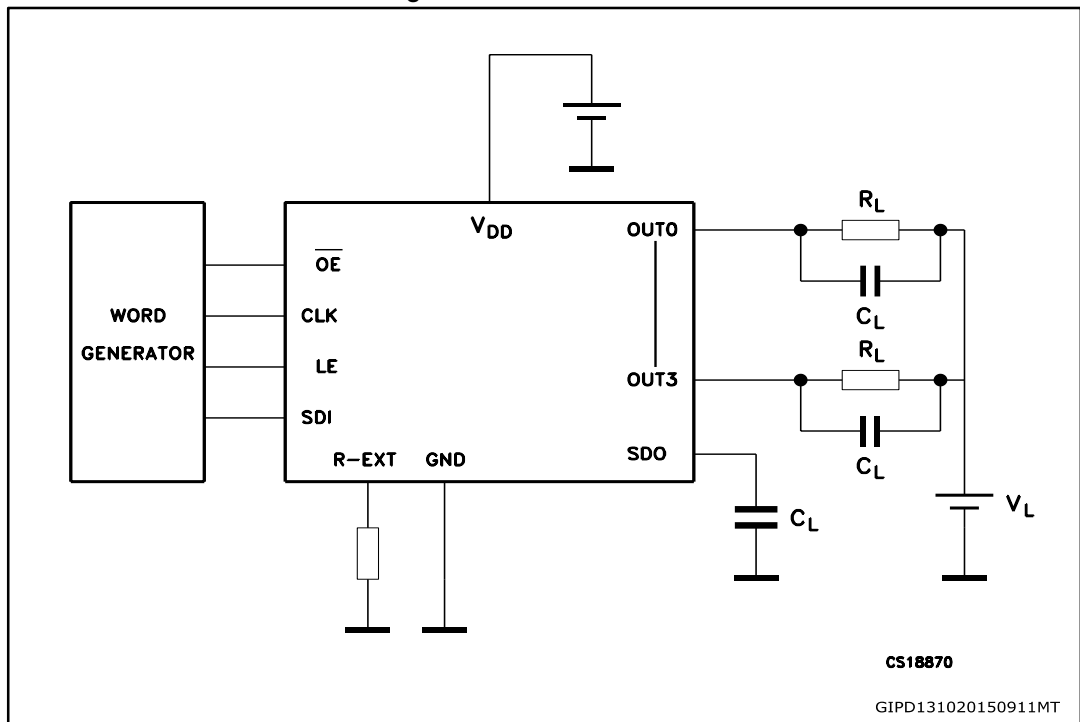 g
V_DD
OUT0
R_L
C_L
OE
WORD
GENERATOR
CLK
LE
SDI
R_L
OUT3
C_L
R-EXT
GND
SDO
C_L
V_L
CS18870
GIPD131020150911MT